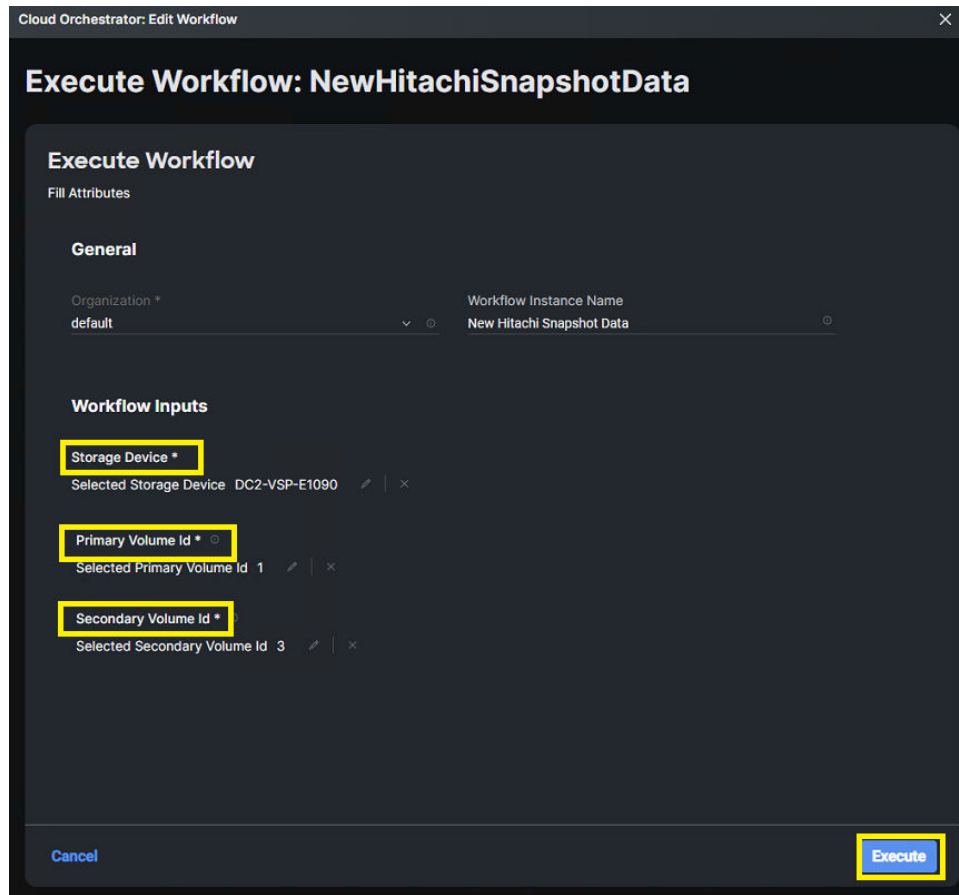 Cloud Orchestrator: Edit Workflow
Execute Workflow: NewHitachiSnapshotData
Execute Workflow
Fill Attributes
General
Organization *
Workflow Instance Name
default
New Hitachi Snapshot Data
Workflow Inputs
Storage Device *
Selected Storage Device DC2-VSP-E1090
Primary Volume Id *
Selected Primary Volume Id 1
Secondary Volume Id *
Selected Secondary Volume Id 3
Cancel
Execute